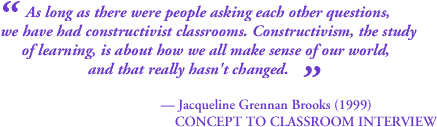 “ As long as there were people asking each other questions,
we have had constructivist classrooms. Constructivism, the study
of learning, is about how we all make sense of our world,
and that really hasn't changed. ”
— Jacqueline Grennan Brooks (1999)
CONCEPT TO CLASSROOM INTERVIEW